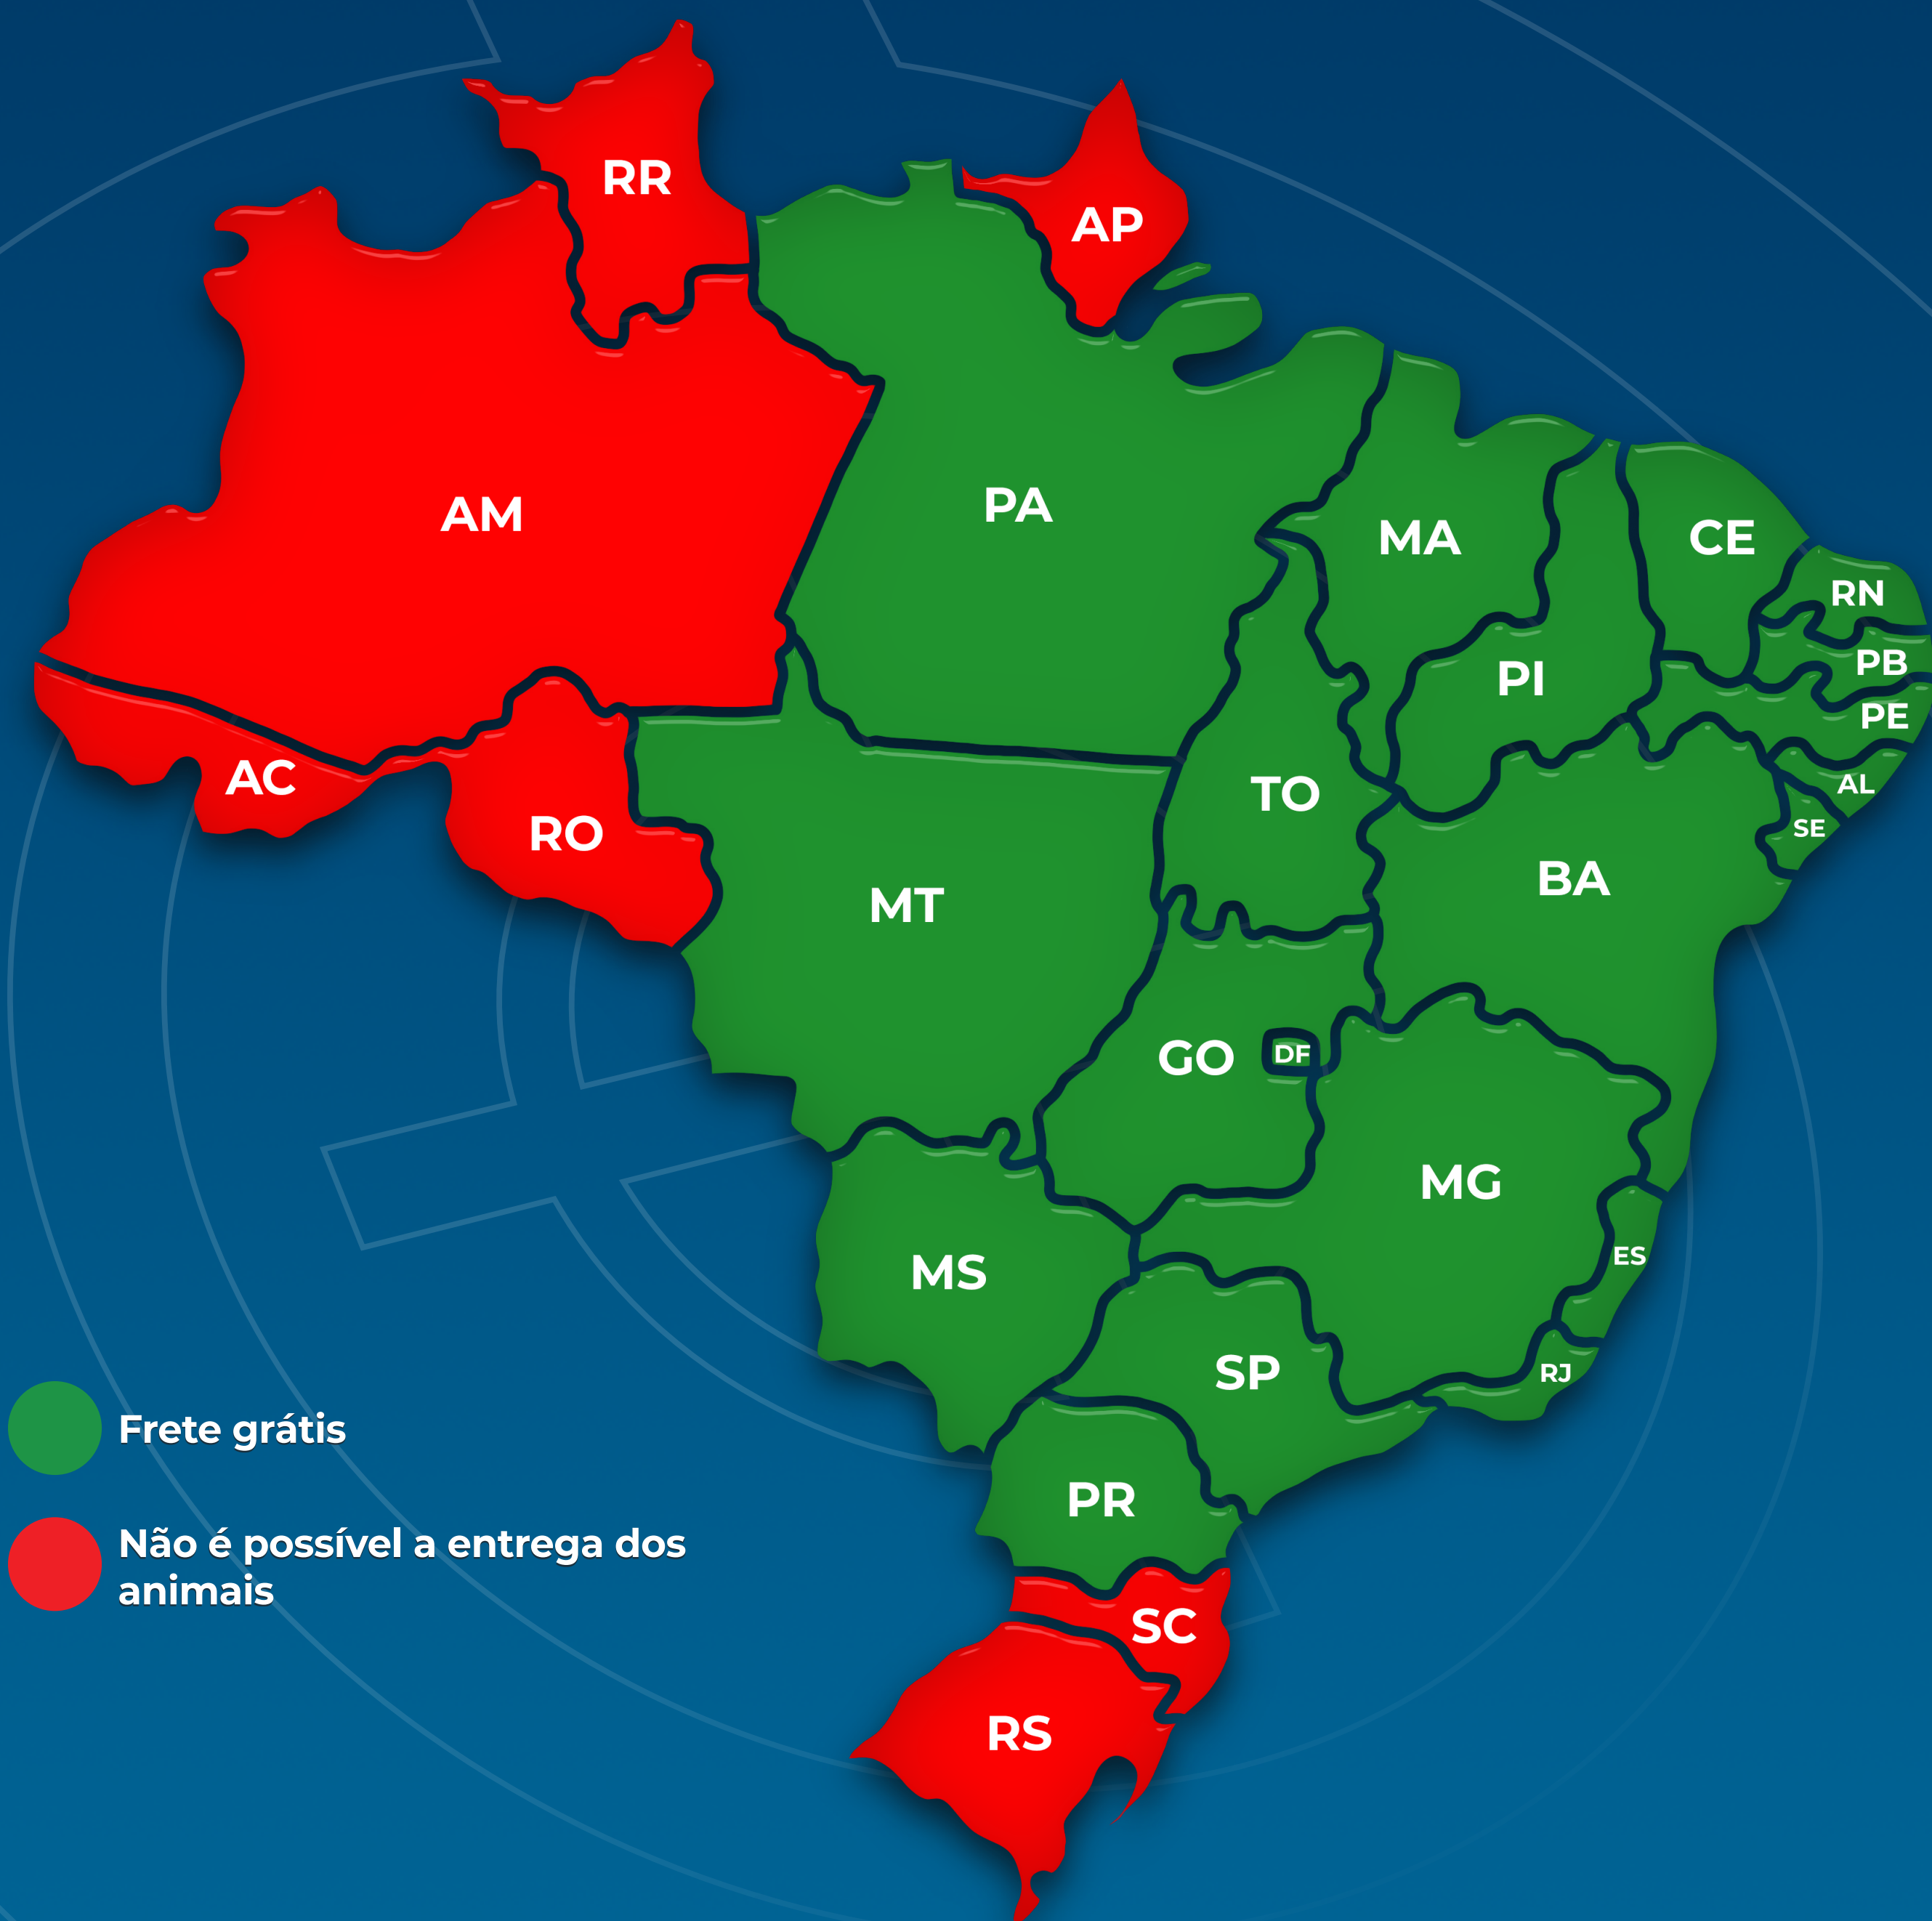 RR
AP
AM
PA
MA
CE
RN
PB
PI
PE
AC
AL
TO
RO
SE
BA
MT
GO
DF
MG
ES
MS
SP
RJ
Frete grátis
PR
Não é possível a entrega dos
animais
SC
RS